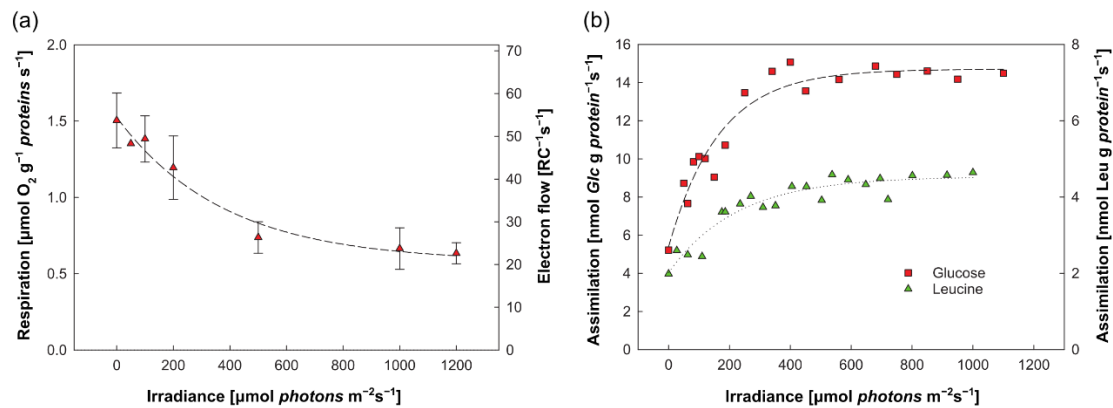 (a)
2.0
1.5
1.0
0.5
0.0
Respiration [µmol O₂ g⁻¹ proteins s⁻¹]
70
60
50
40
30
20
10
0
Electron flow [RC⁻¹s⁻¹]
0 200 400 600 800 1000 1200
Irradiance [µmol photons m⁻²s⁻¹]
(b)
16
14
12
10
8
6
4
2
0
Assimilation [nmol Glc g protein⁻¹s⁻¹]
8
6
4
2
0
Assimilation [nmol Leu g protein⁻¹s⁻¹]
Glucose
Leucine
0 200 400 600 800 1000 1200
Irradiance [µmol photons m⁻²s⁻¹]